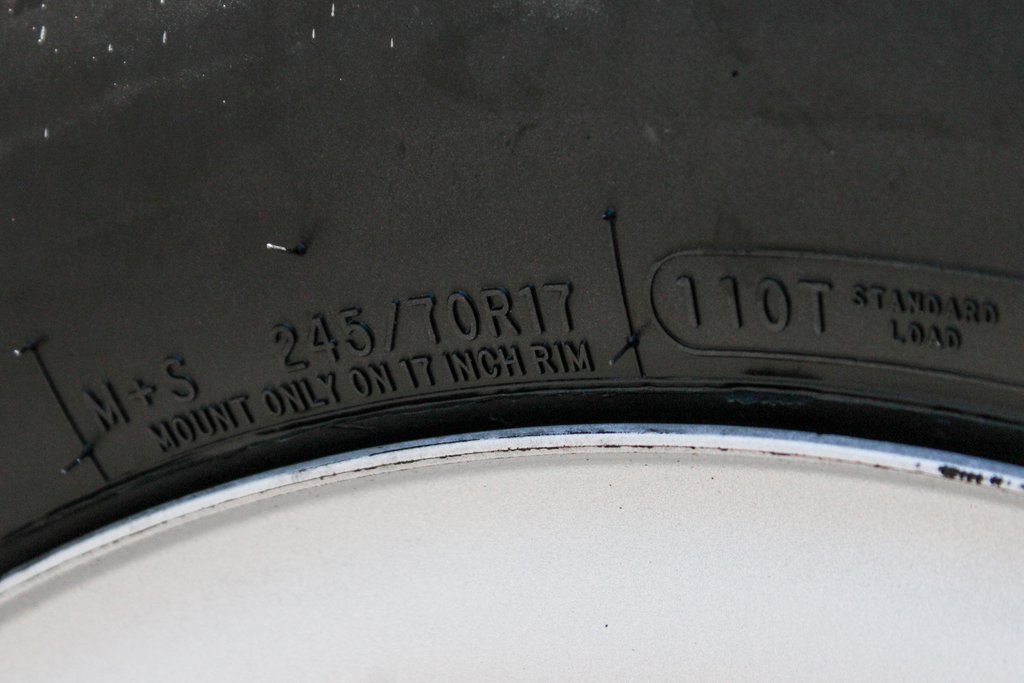 M+S 245/70R17
MOUNT ONLY ON 17 INCH RIM
110T STANDARD
LOAD